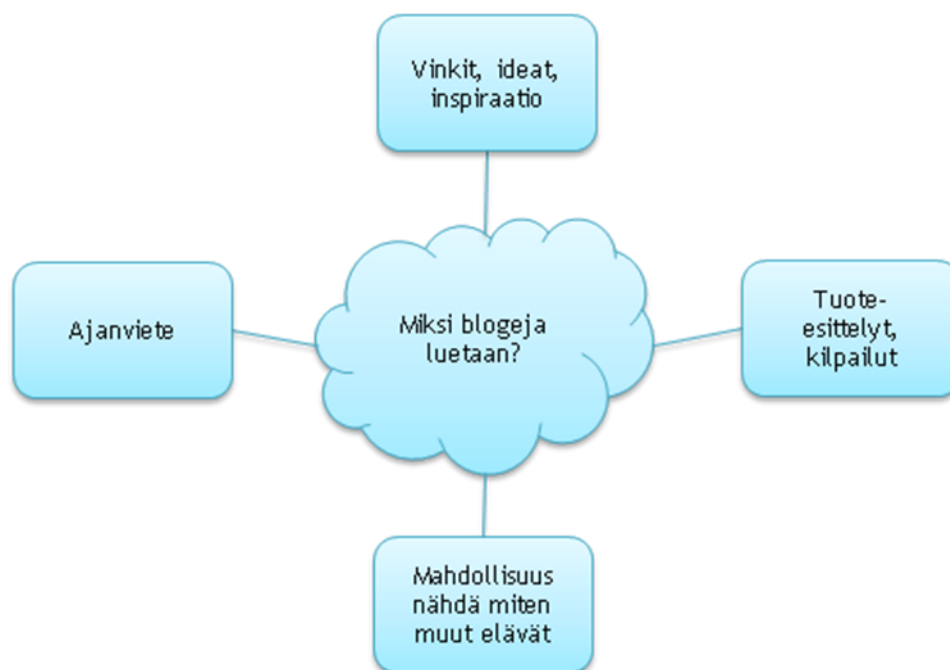 Vinkit, ideat,
inspiraatio
Ajanviete
Miksi blogeja
luetaan?
Tuote-
esittelyt,
kilpailut
Mahdollisuus
nähdä miten
muut elävät